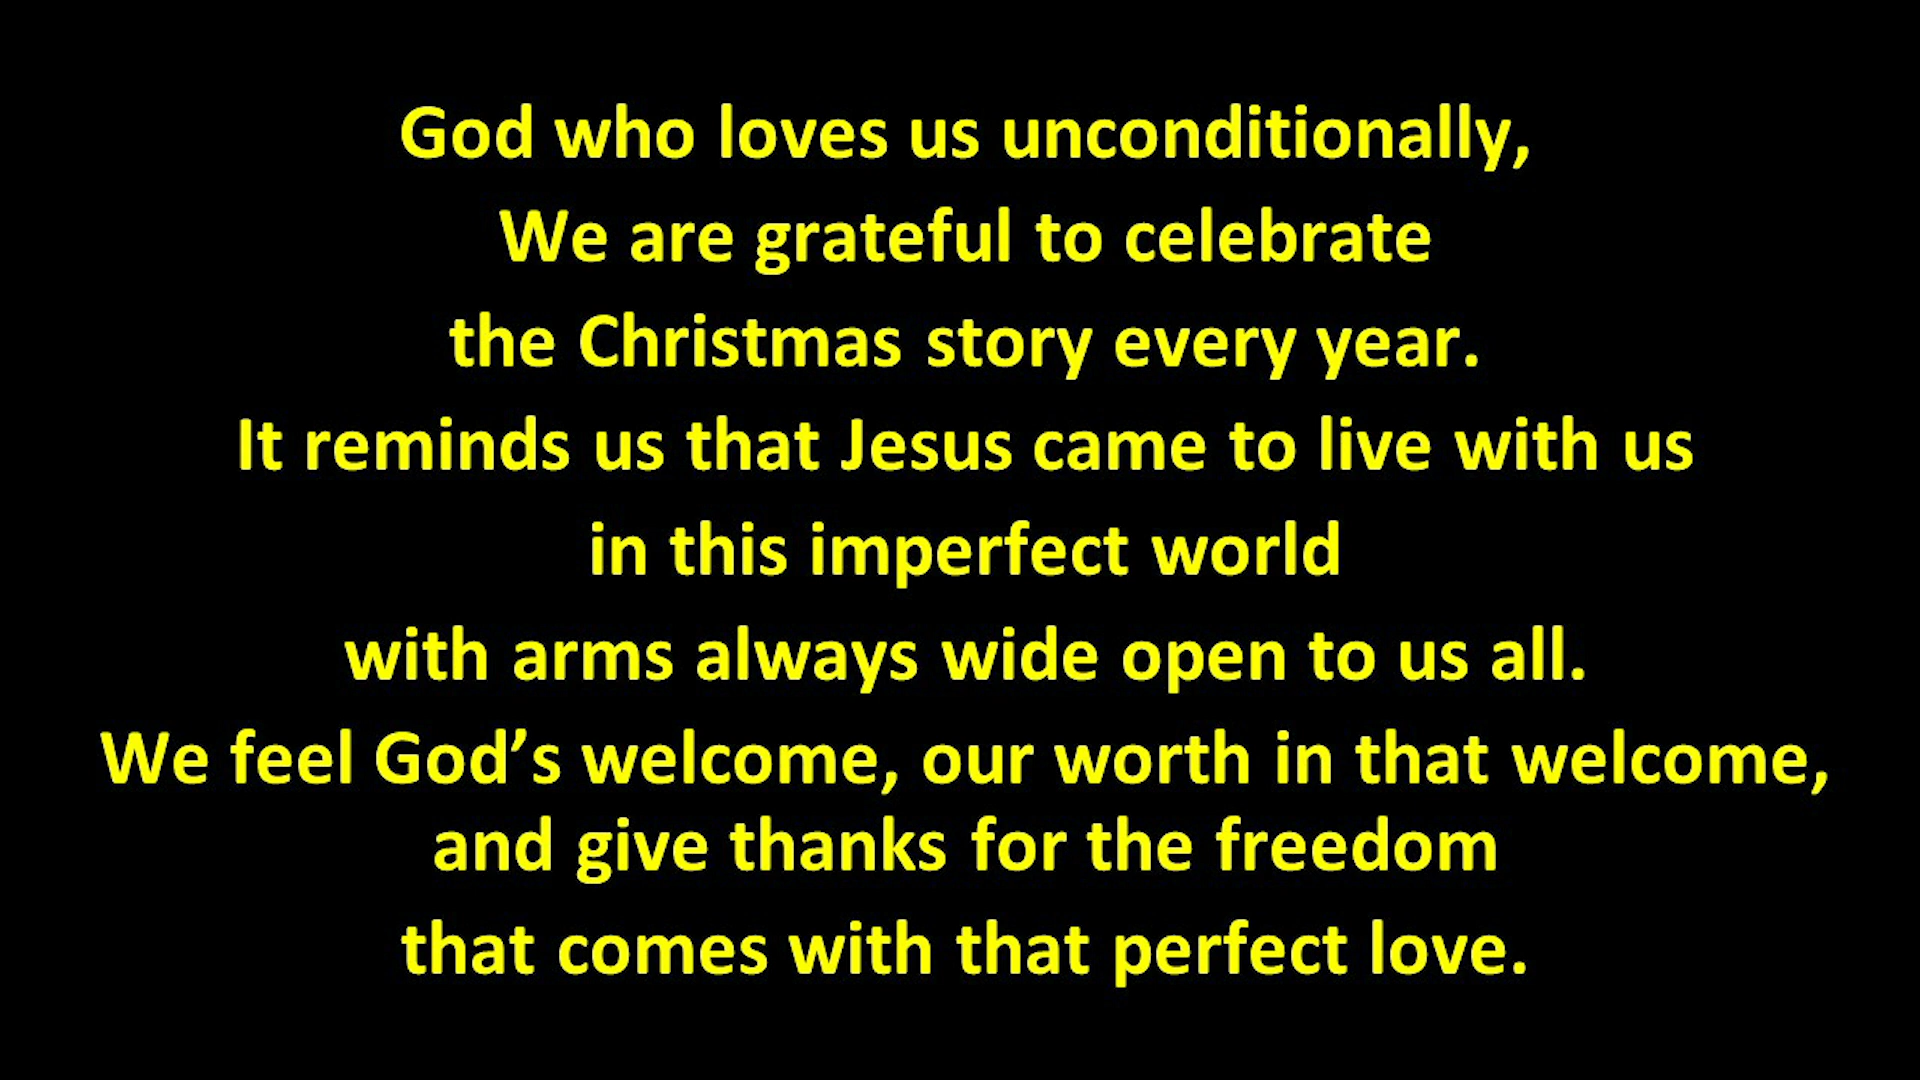 God who loves us unconditionally,
We are grateful to celebrate
the Christmas story every year.
It reminds us that Jesus came to live with us
in this imperfect world
with arms always wide open to us all.
We feel God’s welcome, our worth in that welcome,
and give thanks for the freedom
that comes with that perfect love.